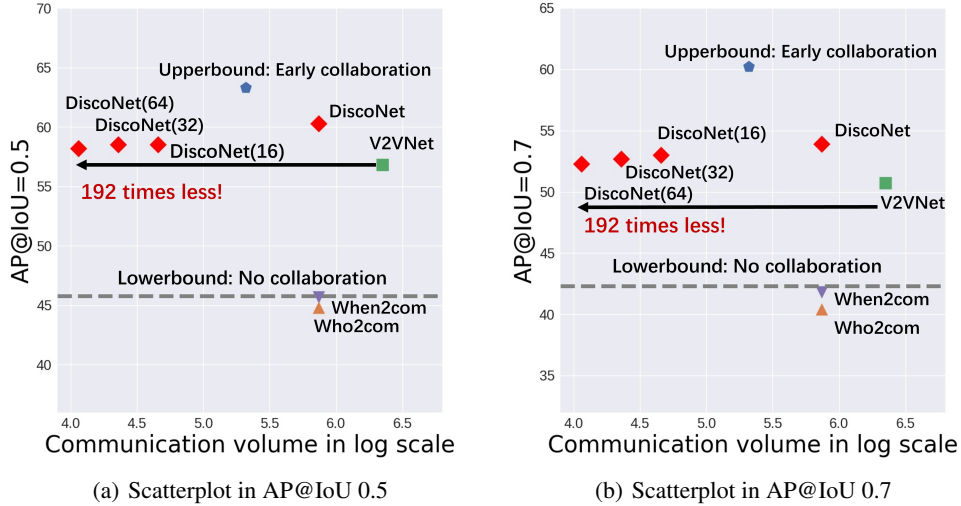 70
65
60
55
50
45
40
AP@IoU=0.5
Upperbound: Early collaboration
DiscoNet(64)
DiscoNet
DiscoNet(32)
V2VNet
DiscoNet(16)
192 times less!
Lowerbound: No collaboration
When2com
Who2com
4.0 4.5 5.0 5.5 6.0 6.5
Communication volume in log scale
(a) Scatterplot in AP@IoU 0.5
65
60
55
50
45
40
35
AP@IoU=0.7
Upperbound: Early collaboration
DiscoNet(16)
DiscoNet
DiscoNet(32)
DiscoNet(64)
V2VNet
192 times less!
Lowerbound: No collaboration
When2com
Who2com
4.0 4.5 5.0 5.5 6.0 6.5
Communication volume in log scale
(b) Scatterplot in AP@IoU 0.7